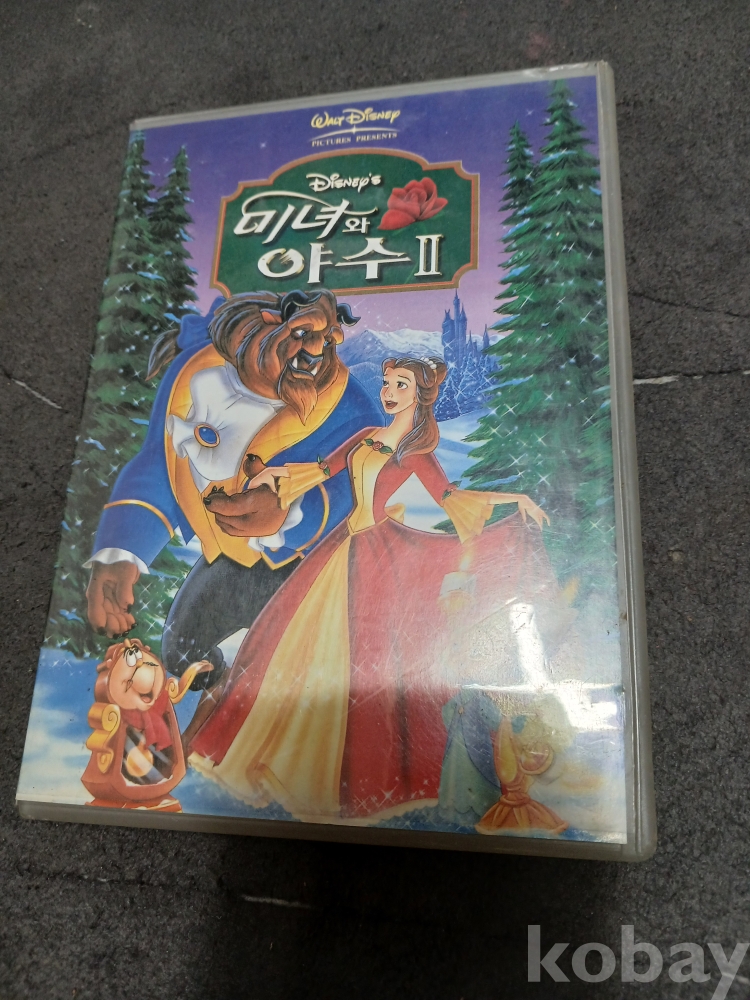 WALT DISNEY
PICTURES PRESENTS
DISNEY'S
미녀와
야수 II
kobay